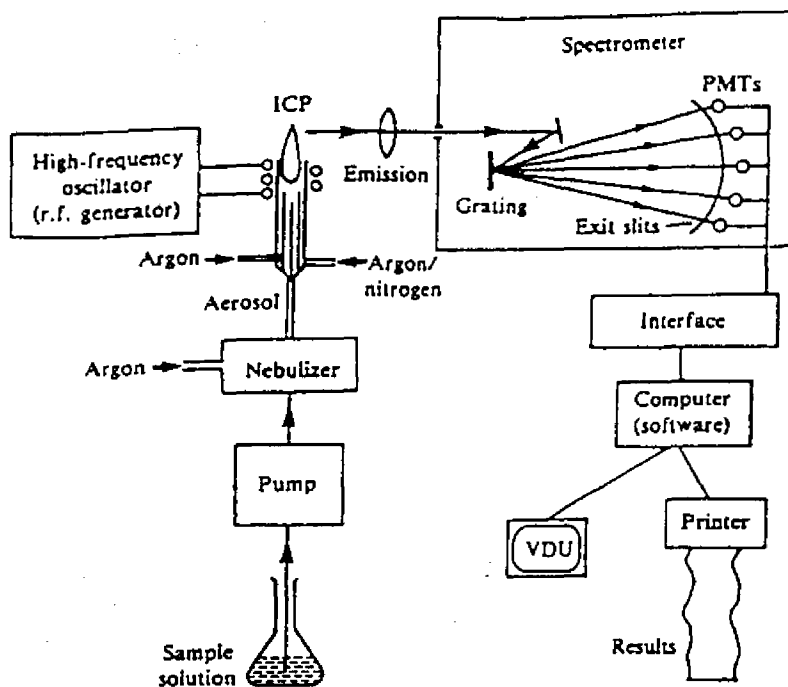 Spectrometer
PMTs
ICP
High-frequency
oscillator
(r.f. generator)
Emission
Grating
Exit slits
Argon
Argon/
nitrogen
Aerosol
Interface
Argon
Nebulizer
Computer
(software)
Pump
Printer
VDU
Results
Sample
solution